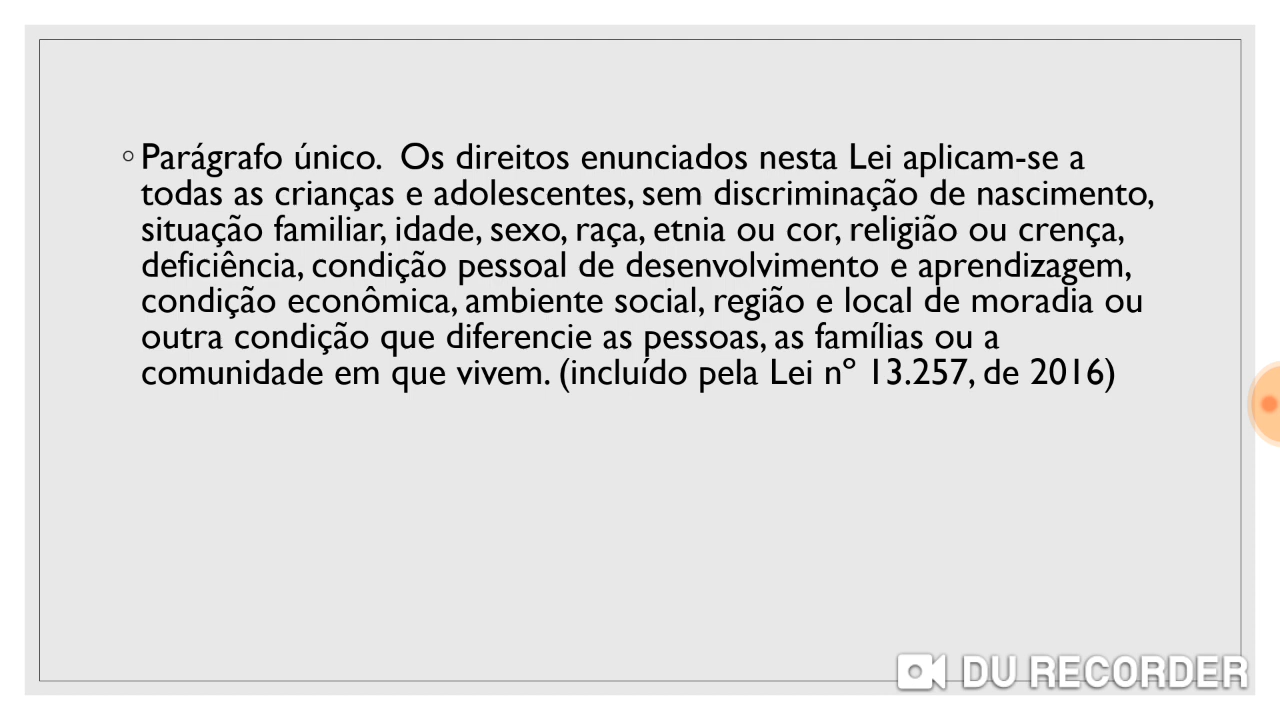 ◦ Parágrafo único.  Os direitos enunciados nesta Lei aplicam-se a
todas as crianças e adolescentes, sem discriminação de nascimento,
situação familiar, idade, sexo, raça, etnia ou cor, religião ou crença,
deficiência, condição pessoal de desenvolvimento e aprendizagem,
condição econômica, ambiente social, região e local de moradia ou
outra condição que diferencie as pessoas, as famílias ou a
comunidade em que vivem. (incluído pela Lei nº 13.257, de 2016)
DU RECORDER